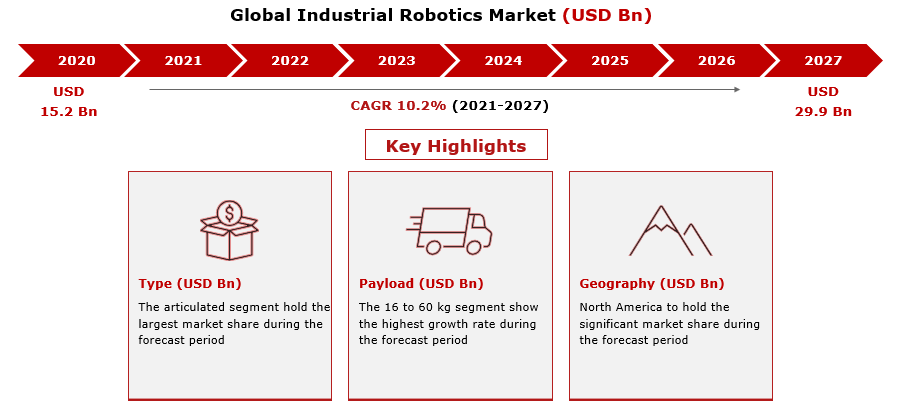 Global Industrial Robotics Market (USD Bn)
2020 2021 2022 2023 2024 2025 2026 2027
USD
15.2 Bn
USD
29.9 Bn
CAGR 10.2% (2021-2027)
Key Highlights
$
Type (USD Bn)
The articulated segment hold the
largest market share during the
forecast period
Payload (USD Bn)
The 16 to 60 kg segment show
the highest growth rate during
the forecast period
Geography (USD Bn)
North America to hold the
significant market share during
the forecast period